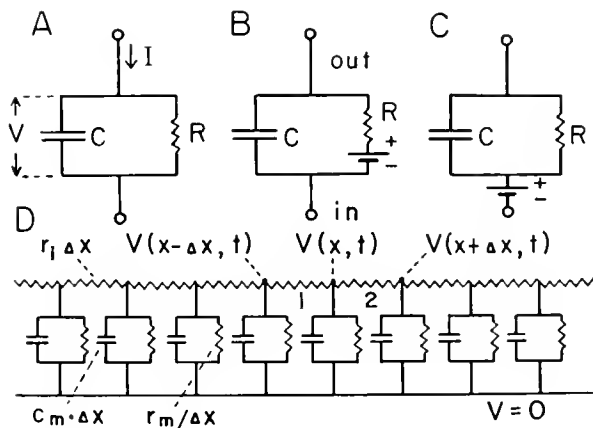 A
B
C
I
out
V
C
R
C
R
+
-
C
R
+
-
in
D
r_i Δx
V(x-Δx, t)
V(x, t)
V(x+Δx, t)
1
2
c_m·Δx
r_m/Δx
V=0